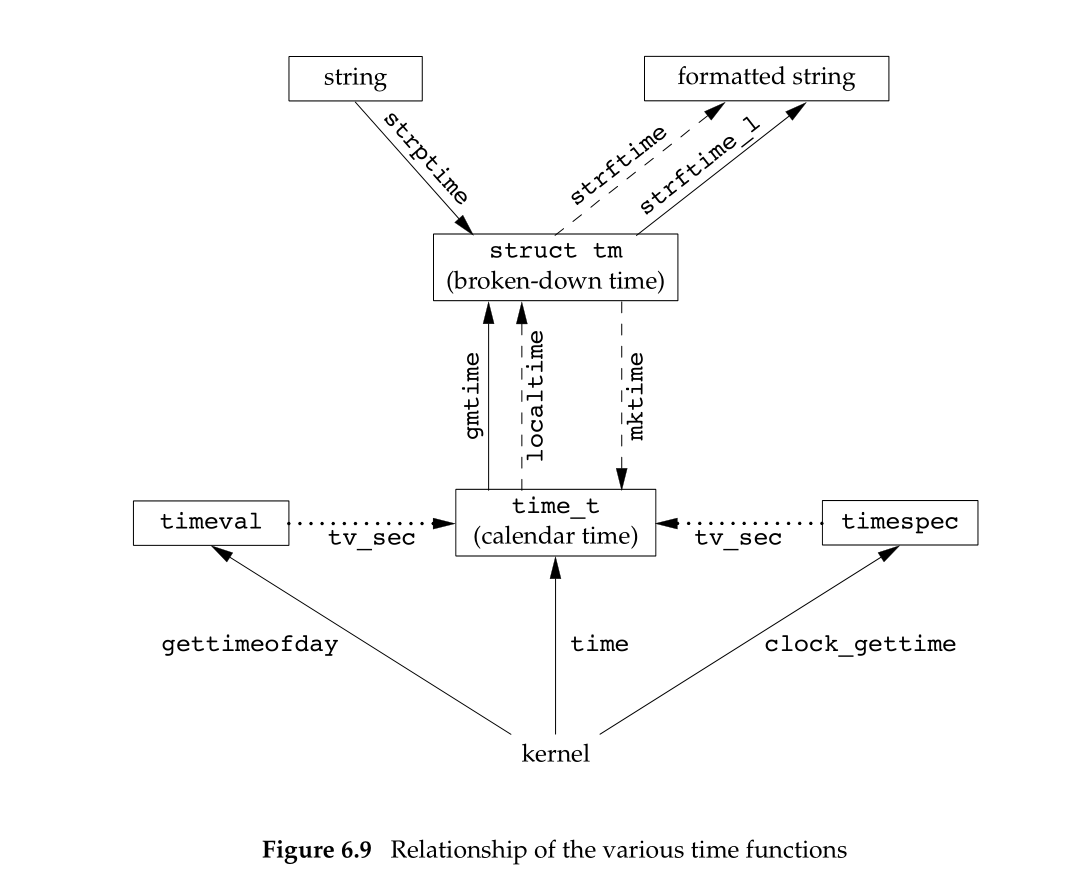 string
formatted string
strptime
strftime
strftime_l
struct tm
(broken-down time)
gmtime
localtime
mktime
timeval
tv_sec
time_t
(calendar time)
tv_sec
timespec
gettimeofday
time
clock_gettime
kernel
Figure 6.9 Relationship of the various time functions